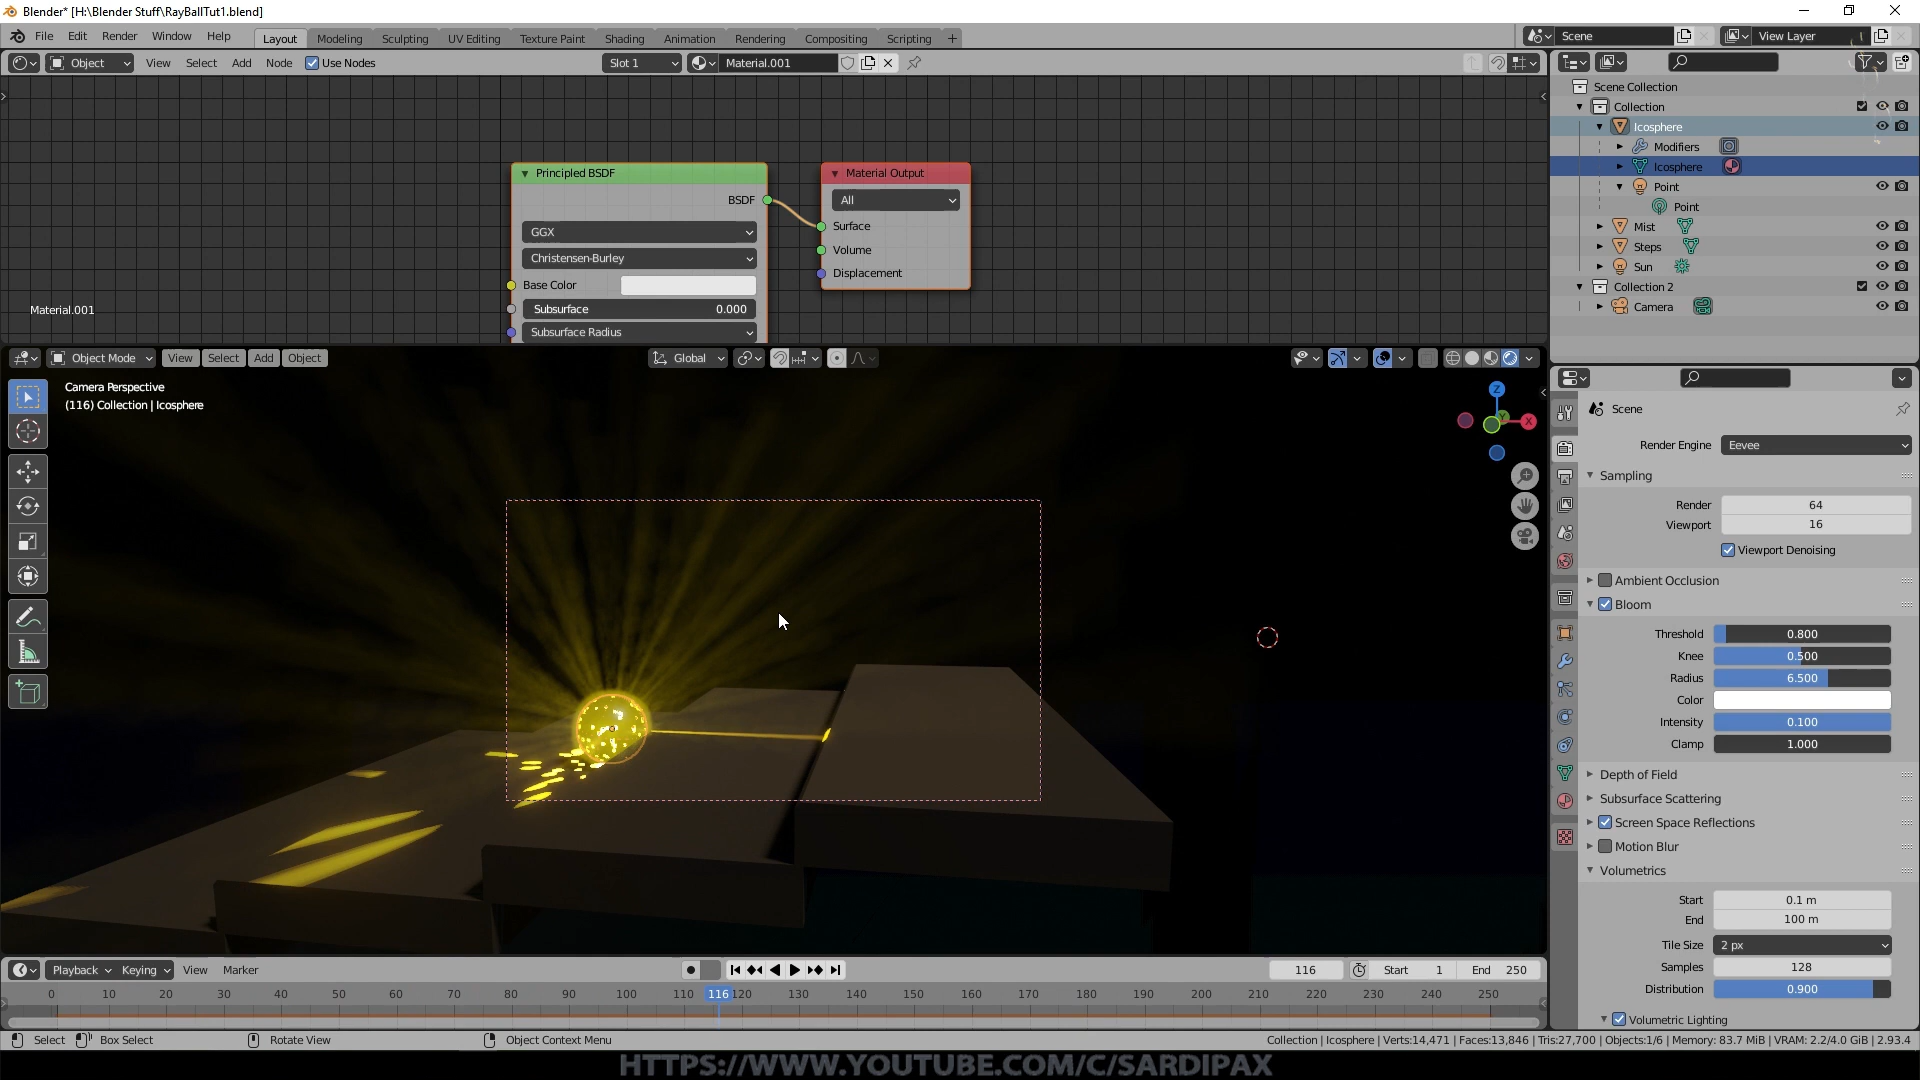 Blender* [H:\Blender Stuff\RayBallTut1.blend]
File Edit Render Window Help Layout Modeling Sculpting UV Editing Texture Paint Shading Animation Rendering Compositing Scripting + Scene View Layer
Object View Select Add Node Use Nodes Slot 1 Material.001
Scene Collection
Collection
Icosphere
Modifiers
Icosphere
Point
Point
Mist
Steps
Sun
Collection 2
Camera
Principled BSDF
BSDF
GGX
Christensen-Burley
Base Color
Subsurface 0.000
Subsurface Radius
Material Output
All
Surface
Volume
Displacement
Material.001
Object Mode View Select Add Object Global
Camera Perspective
(116) Collection | Icosphere
Z
Y
X
Scene
Render Engine Eevee
Sampling
Render 64
Viewport 16
Viewport Denoising
Ambient Occlusion
Bloom
Threshold 0.800
Knee 0.500
Radius 6.500
Color
Intensity 0.100
Clamp 1.000
Depth of Field
Subsurface Scattering
Screen Space Reflections
Motion Blur
Volumetrics
Start 0.1 m
End 100 m
Tile Size 2 px
Samples 128
Distribution 0.900
Volumetric Lighting
Playback Keying View Marker 116 Start 1 End 250
0 10 20 30 40 50 60 70 80 90 100 110 116 120 130 140 150 160 170 180 190 200 210 220 230 240 250
Select Box Select Rotate View Object Context Menu Collection | Icosphere | Verts:14,471 | Faces:13,846 | Tris:27,700 | Objects:1/6 | Memory: 83.7 MiB | VRAM: 2.2/4.0 GiB | 2.93.4
HTTPS://WWW.YOUTUBE.COM/C/SARDIPAX